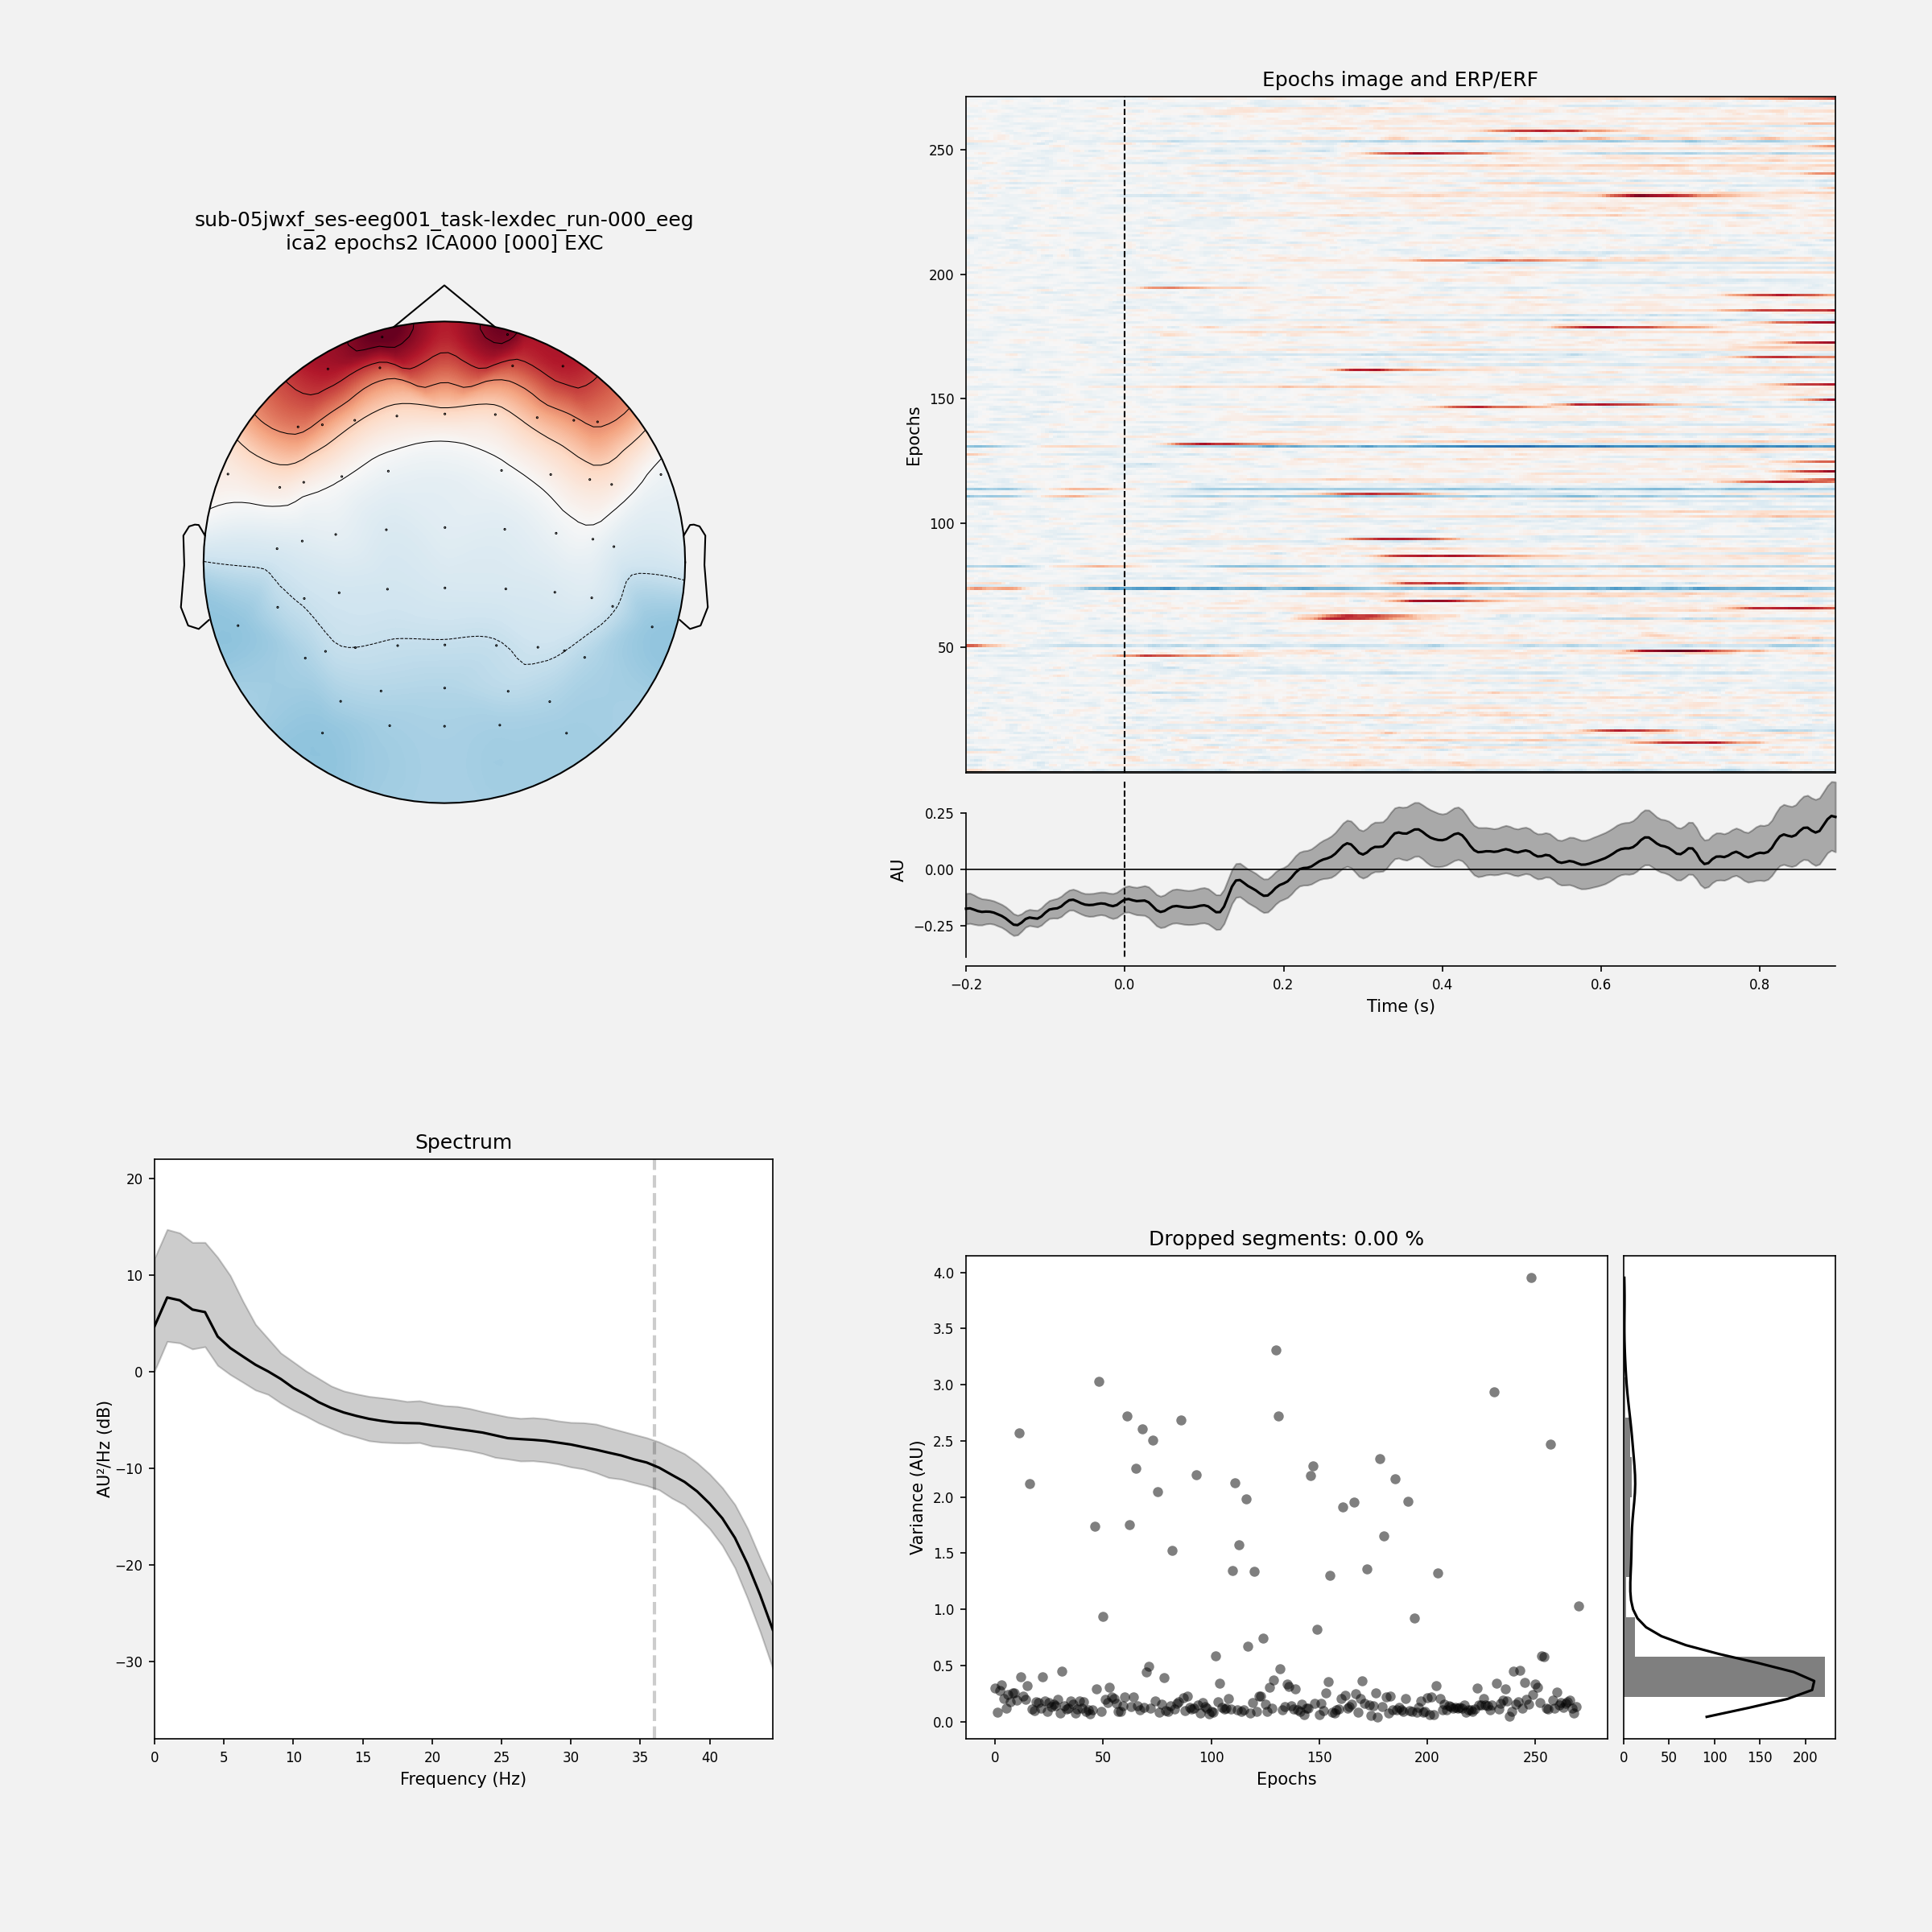 sub-05jwxf_ses-eeg001_task-lexdec_run-000_eeg
ica2 epochs2 ICA000 [000] EXC
Epochs image and ERP/ERF
250
200
150
100
50
Epochs
0.25
0.00
−0.25
AU
−0.2 0.0 0.2 0.4 0.6 0.8
Time (s)
Spectrum
20
10
0
−10
−20
−30
AU²/Hz (dB)
0 5 10 15 20 25 30 35 40
Frequency (Hz)
Dropped segments: 0.00 %
4.0
3.5
3.0
2.5
2.0
1.5
1.0
0.5
0.0
Variance (AU)
0 50 100 150 200 250
Epochs
0 50 100 150 200